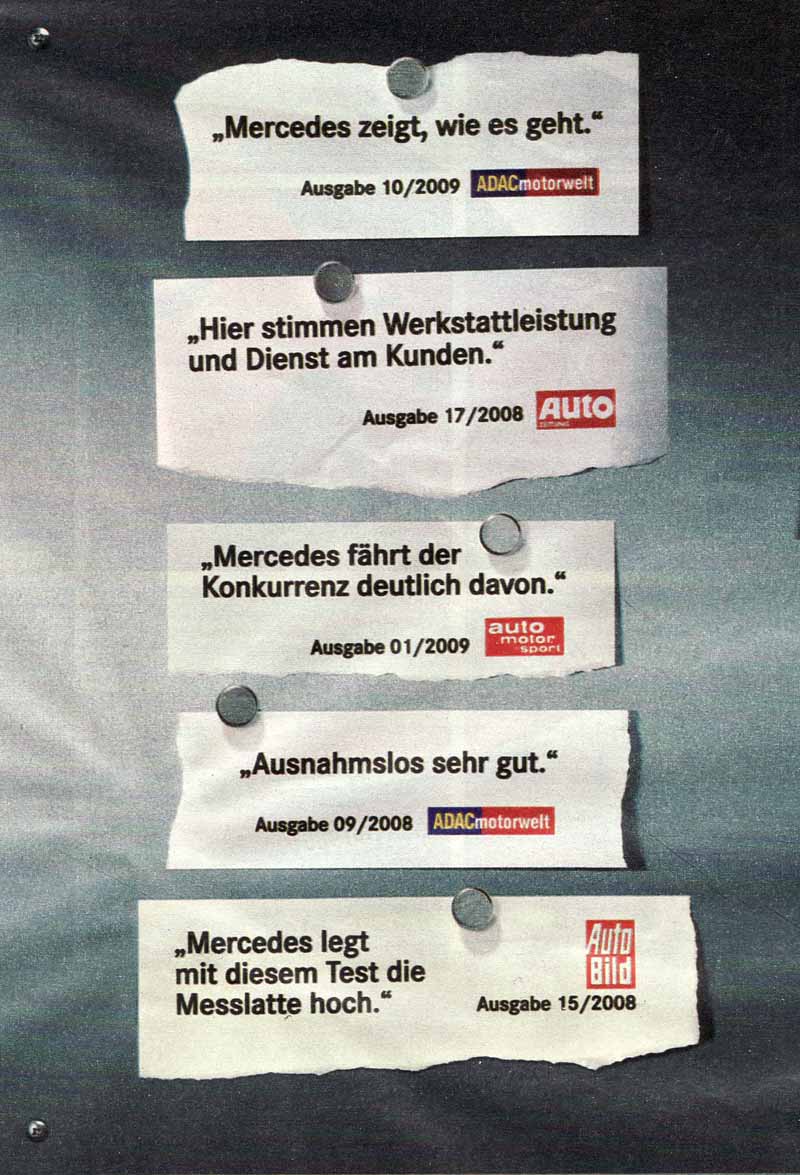 „Mercedes zeigt, wie es geht.“
Ausgabe 10/2009 ADACmotorwelt
„Hier stimmen Werkstattleistung
und Dienst am Kunden.“
Ausgabe 17/2008 Auto
ZEITUNG
„Mercedes fährt der
Konkurrenz deutlich davon.“
auto
motor
sport
Ausgabe 01/2009
„Ausnahmslos sehr gut.“
Ausgabe 09/2008 ADACmotorwelt
„Mercedes legt
mit diesem Test die
Messlatte hoch.“
Auto
Bild
Ausgabe 15/2008